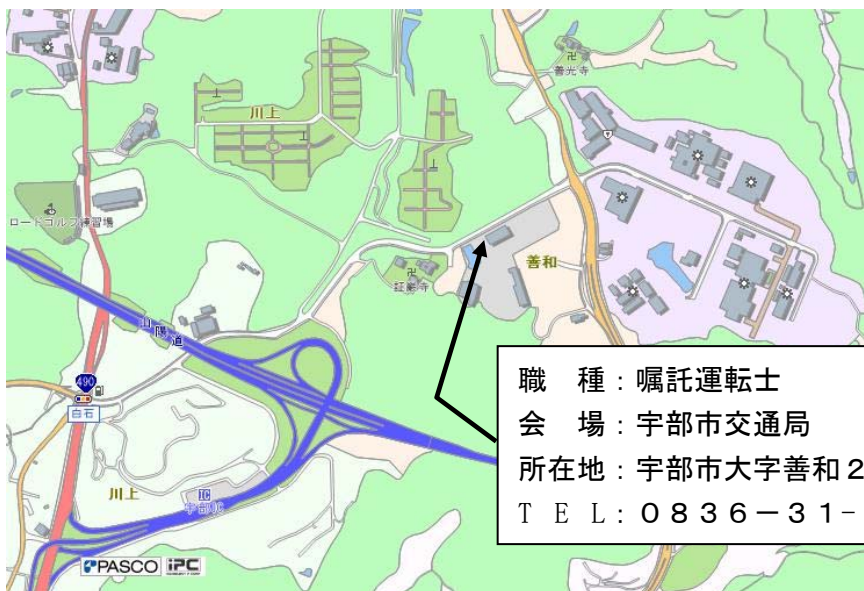 川上
善光寺
ロードゴルフ練習場
善和
証巌寺
山陽道
490
白石
川上
IC
宇部IC
職　種：嘱託運転士
会　場：宇部市交通局
所在地：宇部市大字善和２
ＴＥＬ：０８３６－３１－
PASCO iPC